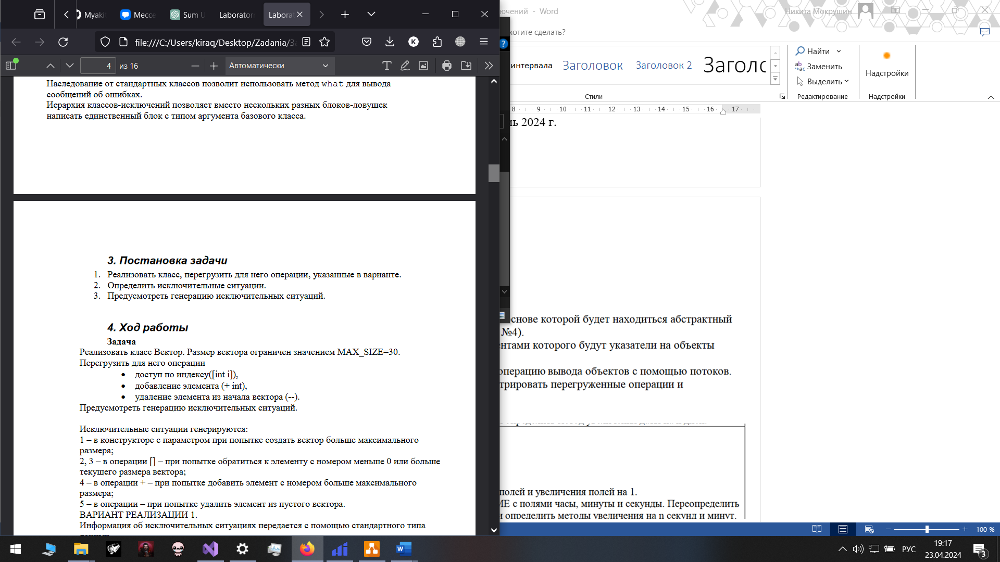 Myaki
Мессе
Sum U
Laborator
Laborat
file:///C:/Users/kiraq/Desktop/Zadania/За
4 из 16
Автоматически
Наследование от стандартных классов позволит использовать метод what для вывода
сообщений об ошибках.
Иерархия классов-исключений позволяет вместо нескольких разных блоков-ловушек
написать единственный блок с типом аргумента базового класса.
3. Постановка задачи
1. Реализовать класс, перегрузить для него операции, указанные в варианте.
2. Определить исключительные ситуации.
3. Предусмотреть генерацию исключительных ситуаций.
4. Ход работы
Задача
Реализовать класс Вектор. Размер вектора ограничен значением MAX_SIZE=30.
Перегрузить для него операции
• доступ по индексу([int i]),
• добавление элемента (+ int),
• удаление элемента из начала вектора (--).
Предусмотреть генерацию исключительных ситуаций.
Исключительные ситуации генерируются:
1 – в конструкторе с параметром при попытке создать вектор больше максимального
размера;
2, 3 – в операции [] – при попытке обратиться к элементу с номером меньше 0 или больше
текущего размера вектора;
4 – в операции + – при попытке добавить элемент с номером больше максимального
размера;
5 – в операции – при попытке удалить элемент из пустого вектора.
ВАРИАНТ РЕАЛИЗАЦИИ 1.
Информация об исключительных ситуациях передается с помощью стандартного типа
ючений - Word
Никита Мокрушин
хотите сделать?
интервала
Заголовок
Заголовок 2
Заголо
Найти
Заменить
Выделить
Надстройки
Стили
Редактирование
Надстройки
8 9 10 11 12 13 14 15 16 17
мь 2024 г.
основе которой будет находиться абстрактный
№4).
ентами которого будут указатели на объекты
операцию вывода объектов с помощью потоков.
трировать перегруженные операции и
полей и увеличения полей на 1.
МЕ с полями часы, минуты и секунды. Переопределить
и определить методы увеличения на n секунд и минут.
100 %
РУС
19:17
23.04.2024
3